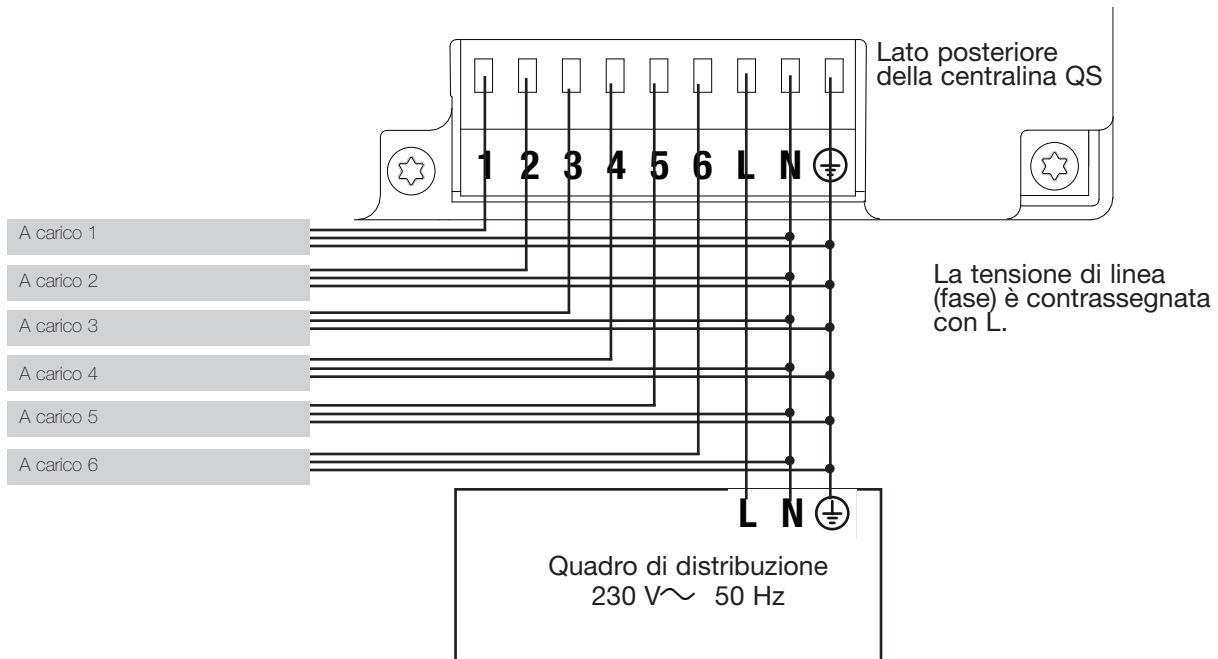 Lato posteriore
della centralina QS
1 2 3 4 5 6 L N
A carico 1
A carico 2
A carico 3
A carico 4
A carico 5
A carico 6
La tensione di linea
(fase) è contrassegnata
con L.
L N
Quadro di distribuzione
230 V~ 50 Hz